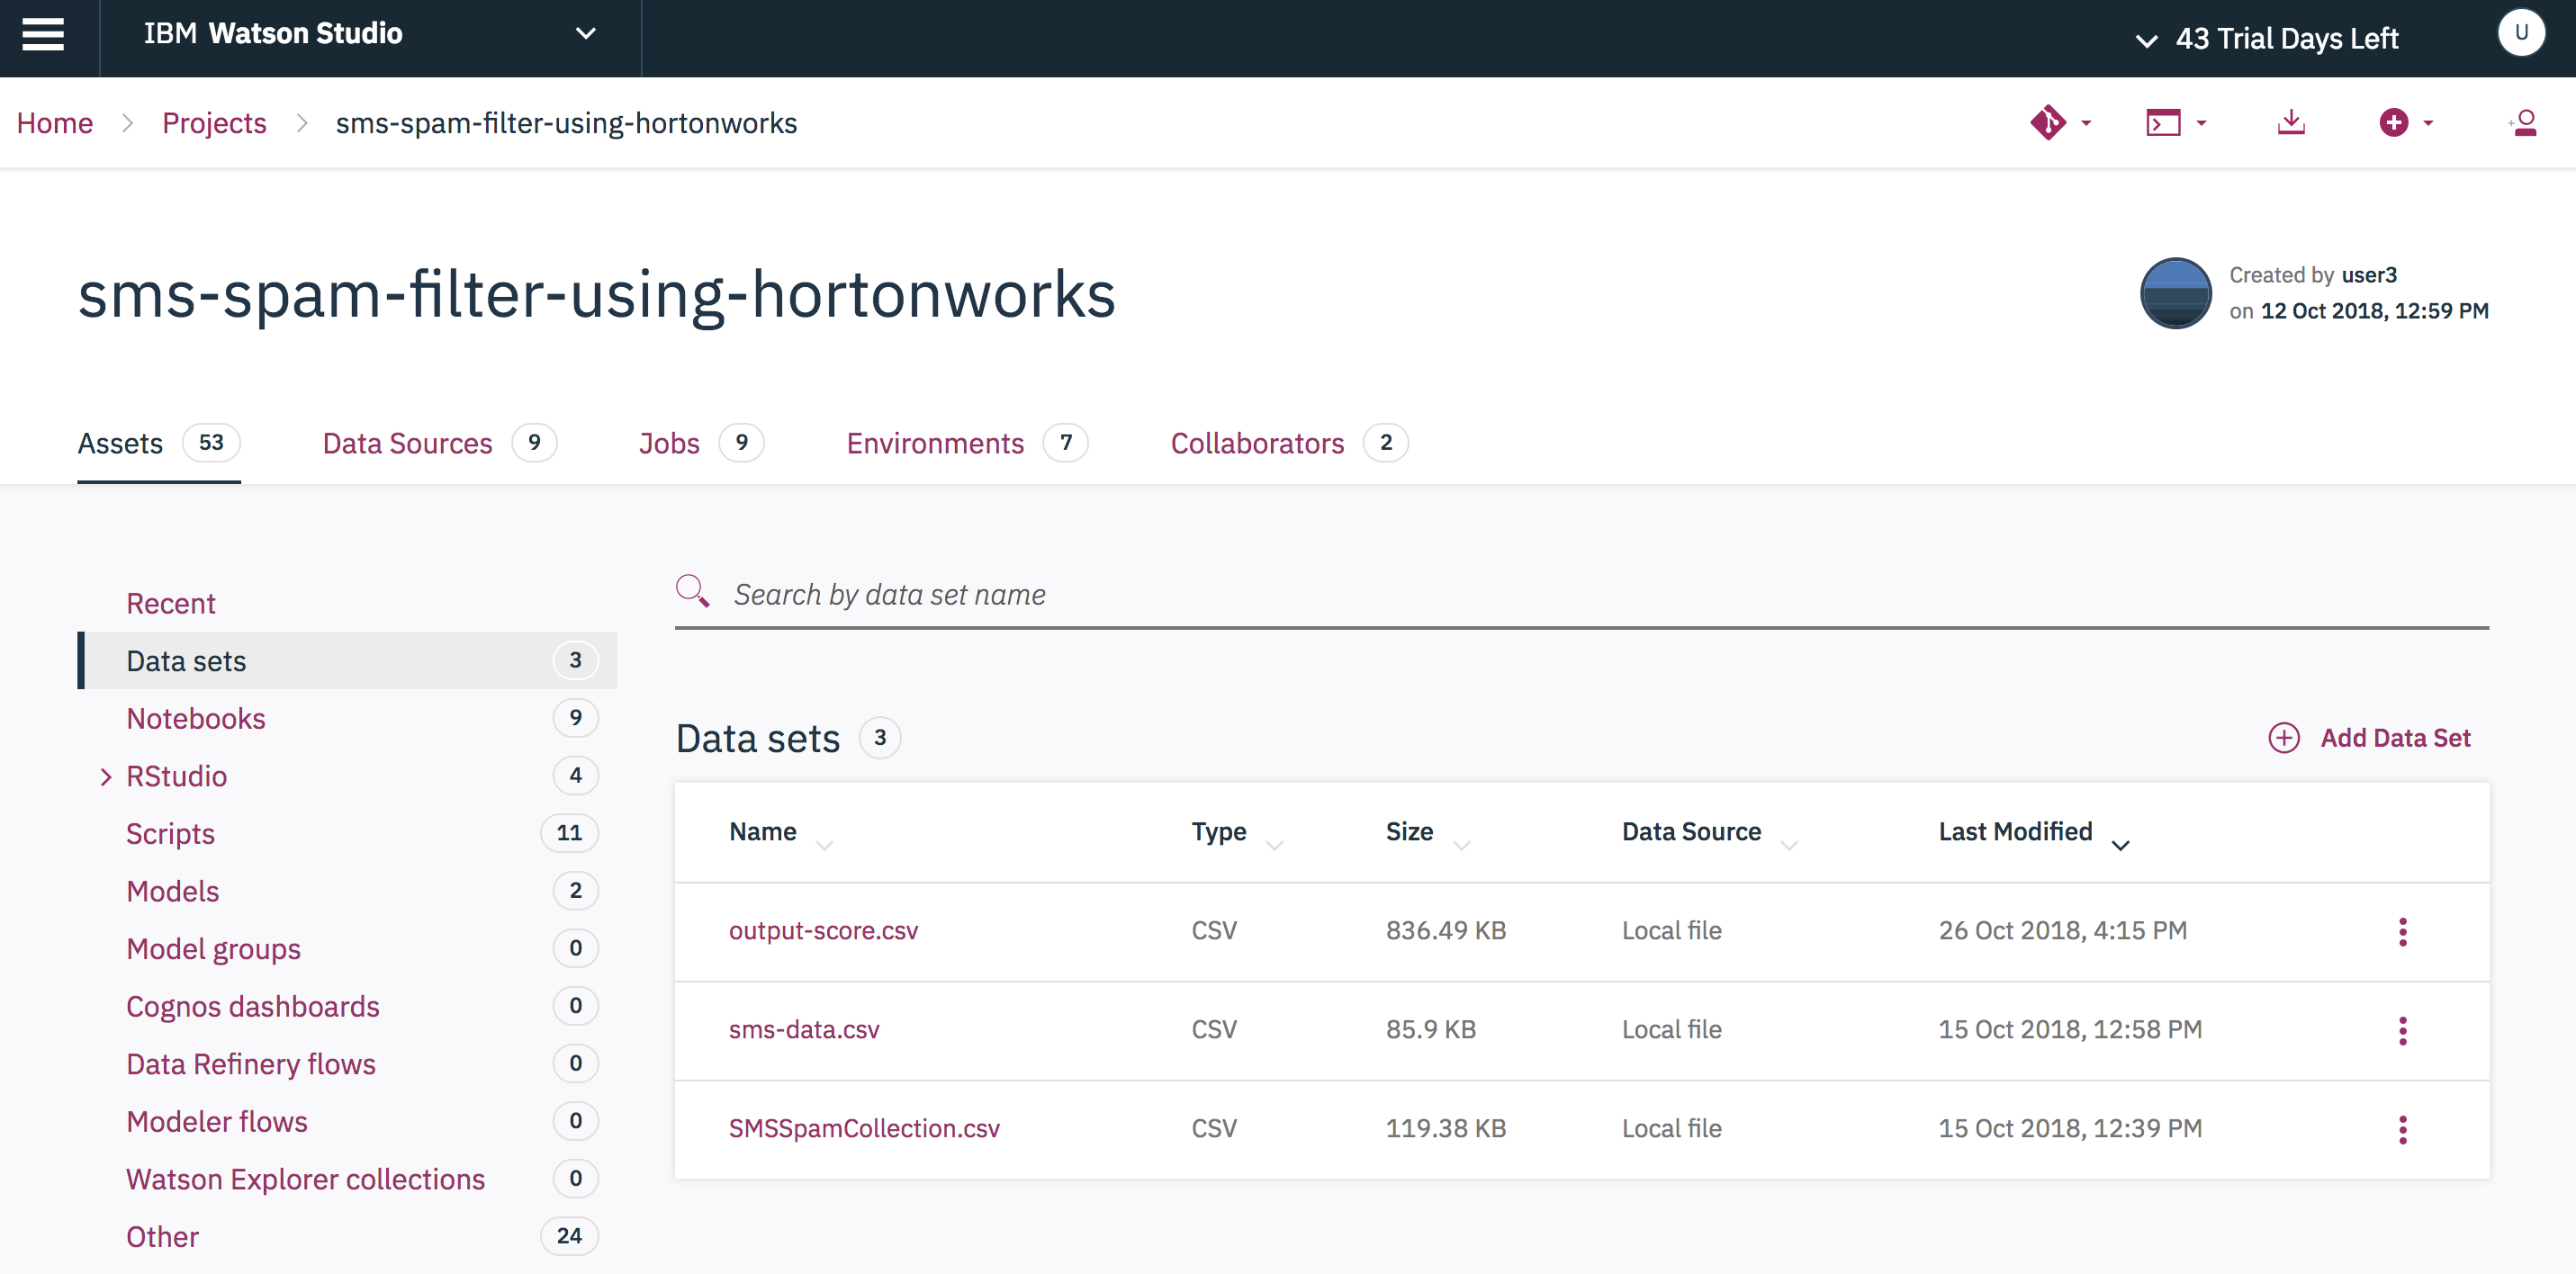 IBM Watson Studio
43 Trial Days Left
U
Home > Projects > sms-spam-filter-using-hortonworks
sms-spam-filter-using-hortonworks
Created by user3
on 12 Oct 2018, 12:59 PM
Assets 53 Data Sources 9 Jobs 9 Environments 7 Collaborators 2
Recent
Data sets 3
Notebooks 9
RStudio 4
Scripts 11
Models 2
Model groups 0
Cognos dashboards 0
Data Refinery flows 0
Modeler flows 0
Watson Explorer collections 0
Other 24
Search by data set name
Data sets 3
Add Data Set
Name Type Size Data Source Last Modified
output-score.csv CSV 836.49 KB Local file 26 Oct 2018, 4:15 PM
sms-data.csv CSV 85.9 KB Local file 15 Oct 2018, 12:58 PM
SMSSpamCollection.csv CSV 119.38 KB Local file 15 Oct 2018, 12:39 PM